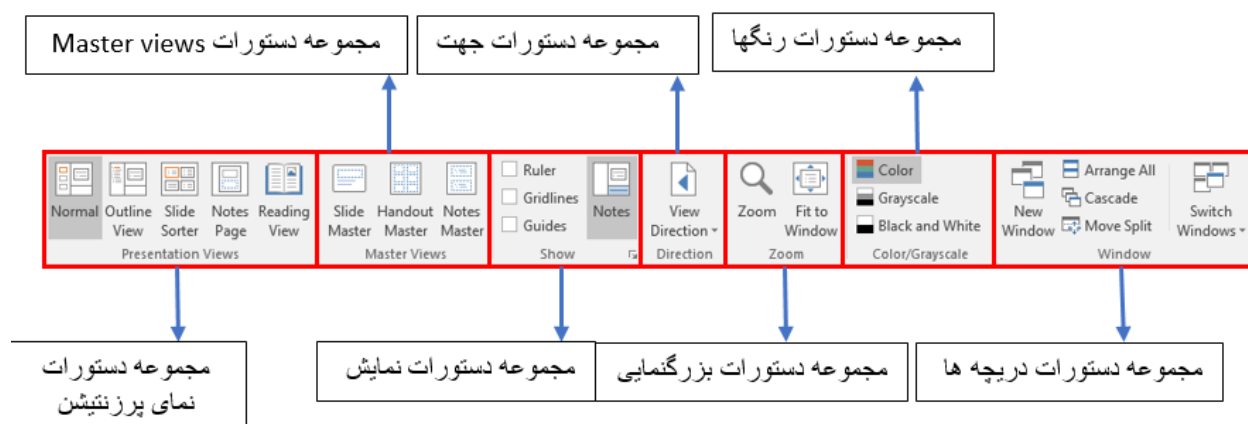 مجموعه دستورات Master views
مجموعه دستورات جهت
مجموعه دستورات رنگها
Normal
Outline View
Slide Sorter
Notes Page
Reading View
Presentation Views
Slide Master
Handout Master
Notes Master
Master Views
Ruler
Gridlines
Guides
Notes
Show
View Direction
Direction
Zoom
Fit to Window
Zoom
Color
Grayscale
Black and White
Color/Grayscale
New Window
Arrange All
Cascade
Move Split
Switch Windows
Window
مجموعه دستورات
نمای پرزنتیشن
مجموعه دستورات نمایش
مجموعه دستورات بزرگنمایی
مجموعه دستورات دریچه ها